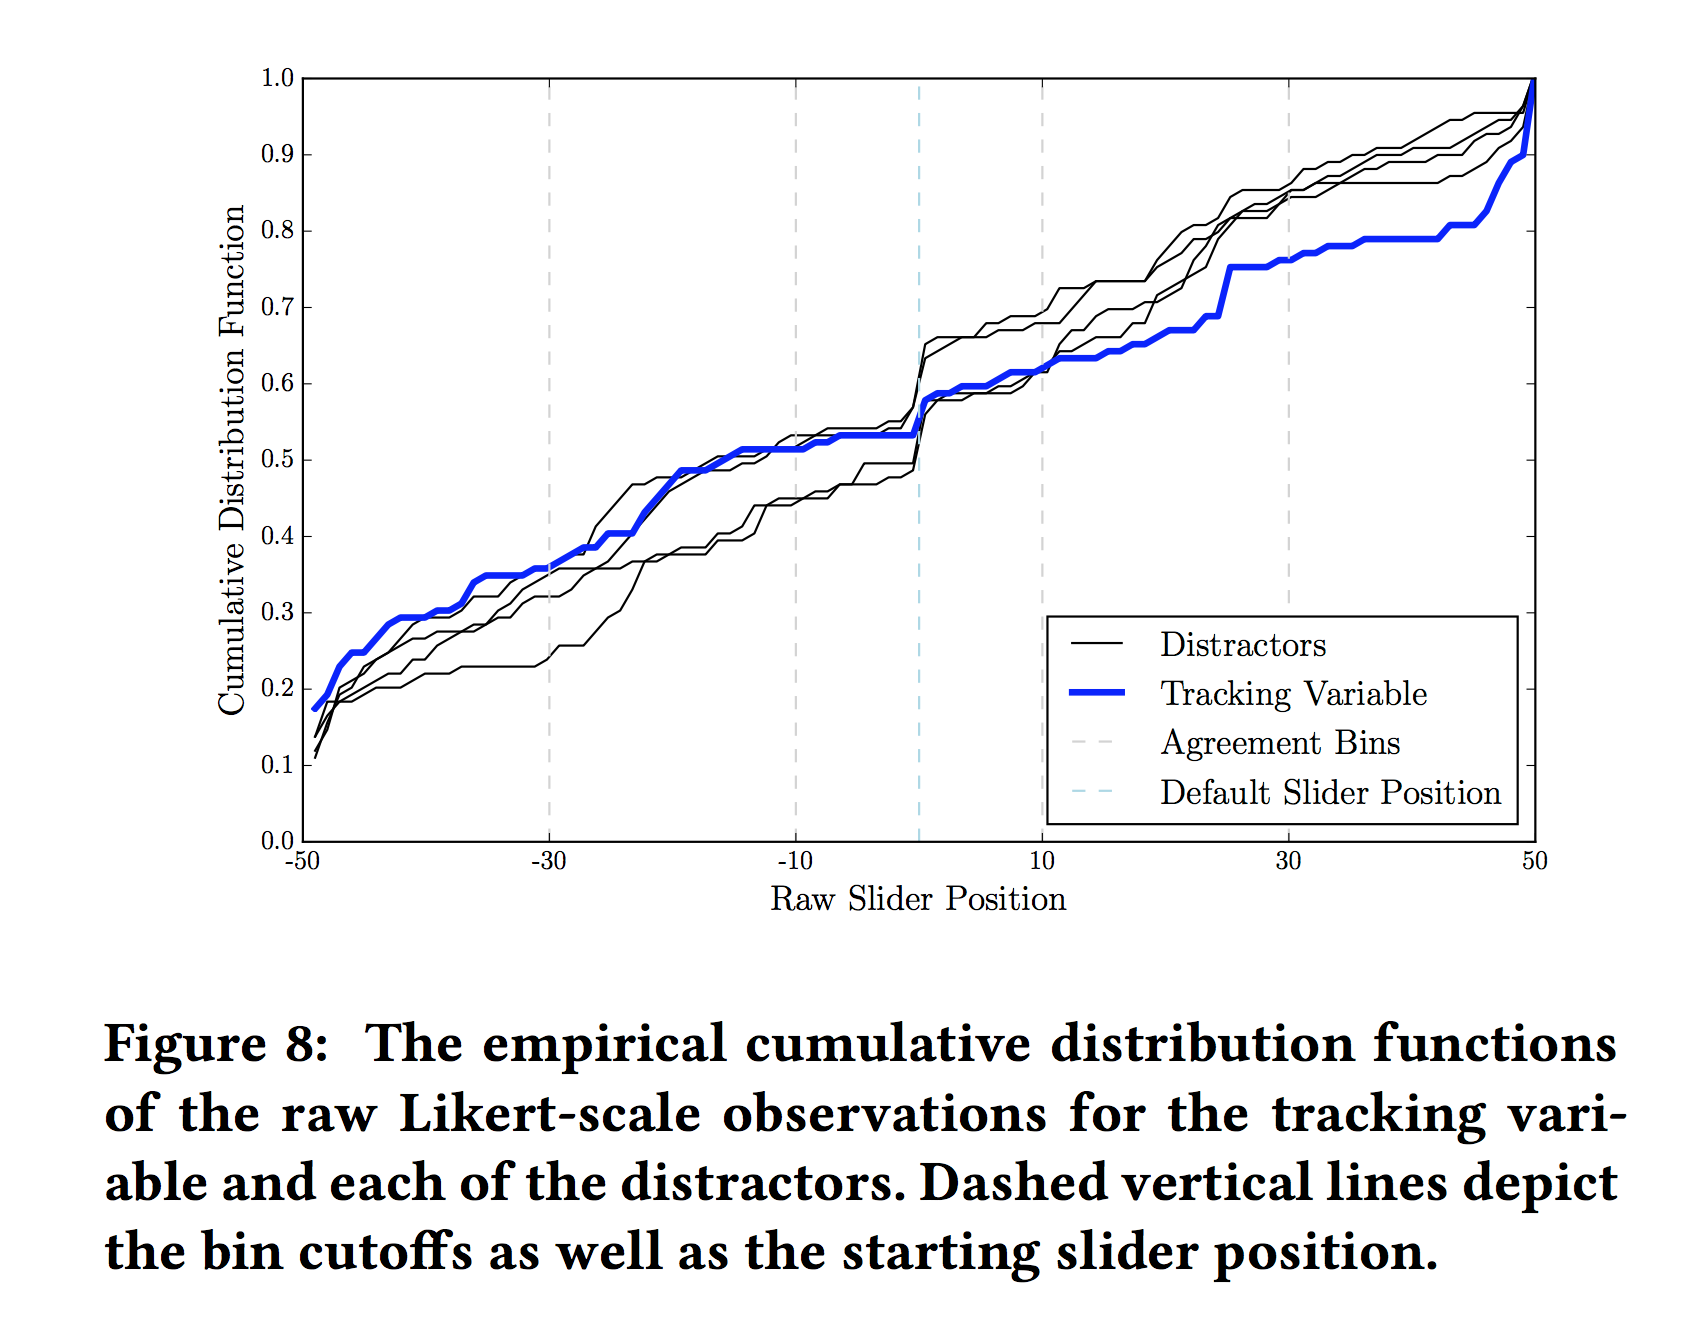 1.0
0.9
0.8
0.7
0.6
0.5
0.4
0.3
0.2
0.1
0.0
Cumulative Distribution Function
-50 -30 -10 10 30 50
Raw Slider Position
Distractors
Tracking Variable
Agreement Bins
Default Slider Position
Figure 8: The empirical cumulative distribution functions
of the raw Likert-scale observations for the tracking vari-
able and each of the distractors. Dashed vertical lines depict
the bin cutoffs as well as the starting slider position.